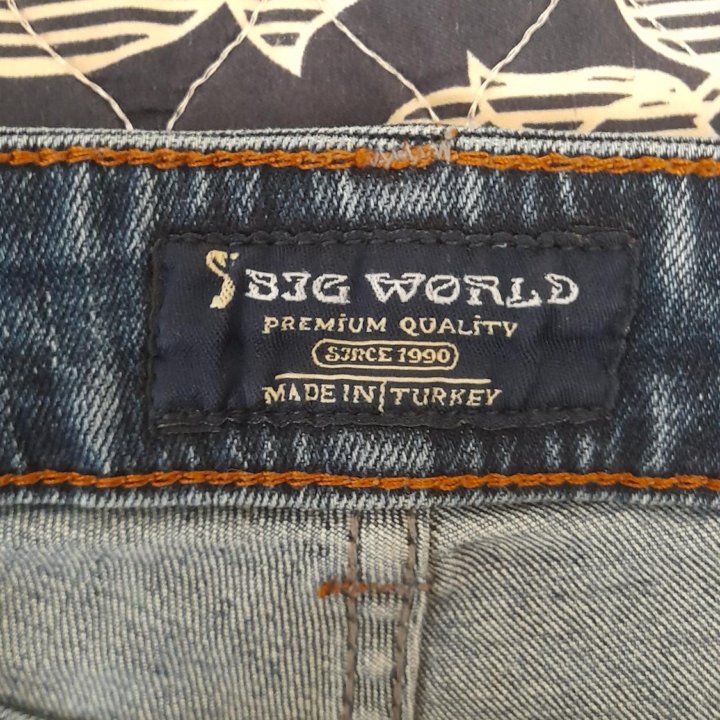 BIG WORLD
PREMIUM QUALITY
SINCE 1990
MADE IN TURKEY